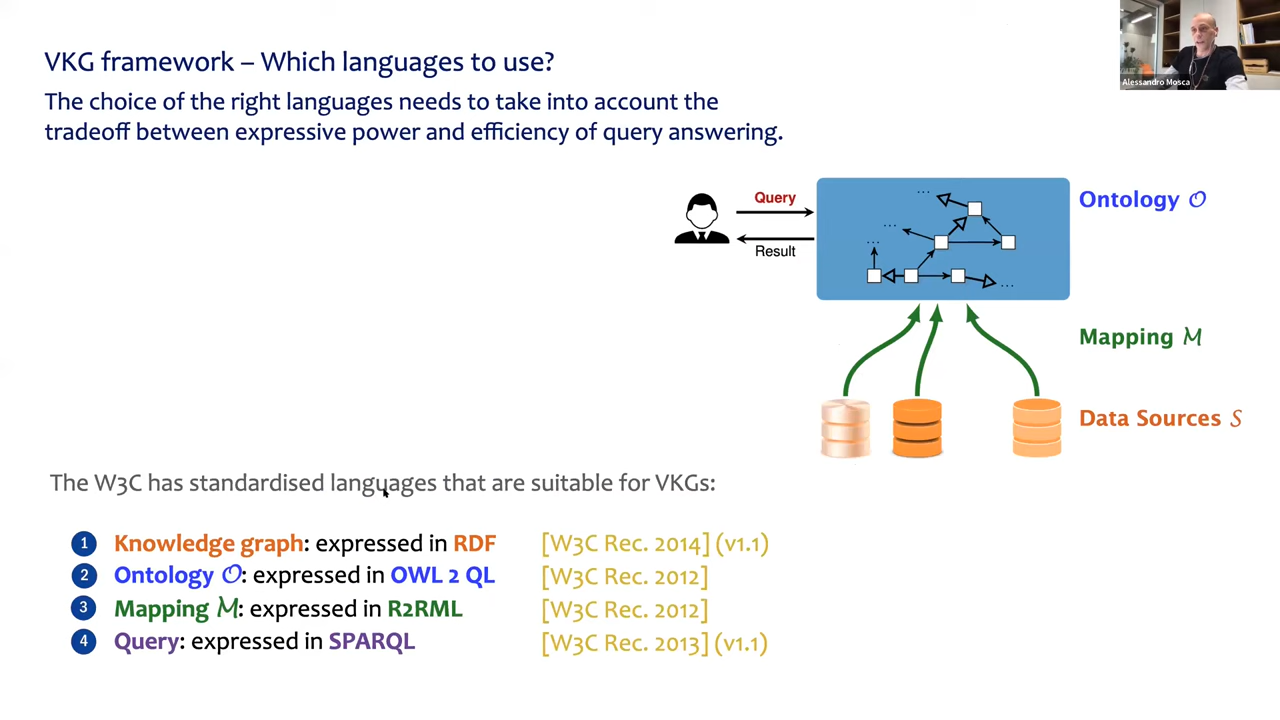 VKG framework – Which languages to use?
The choice of the right languages needs to take into account the
tradeoff between expressive power and efficiency of query answering.
Alessandro Mosca
Query
Result
...
...
...
...
Ontology O
Mapping M
Data Sources S
The W3C has standardised languages that are suitable for VKGs:
1 Knowledge graph: expressed in RDF [W3C Rec. 2014] (v1.1)
2 Ontology O: expressed in OWL 2 QL [W3C Rec. 2012]
3 Mapping M: expressed in R2RML [W3C Rec. 2012]
4 Query: expressed in SPARQL [W3C Rec. 2013] (v1.1)